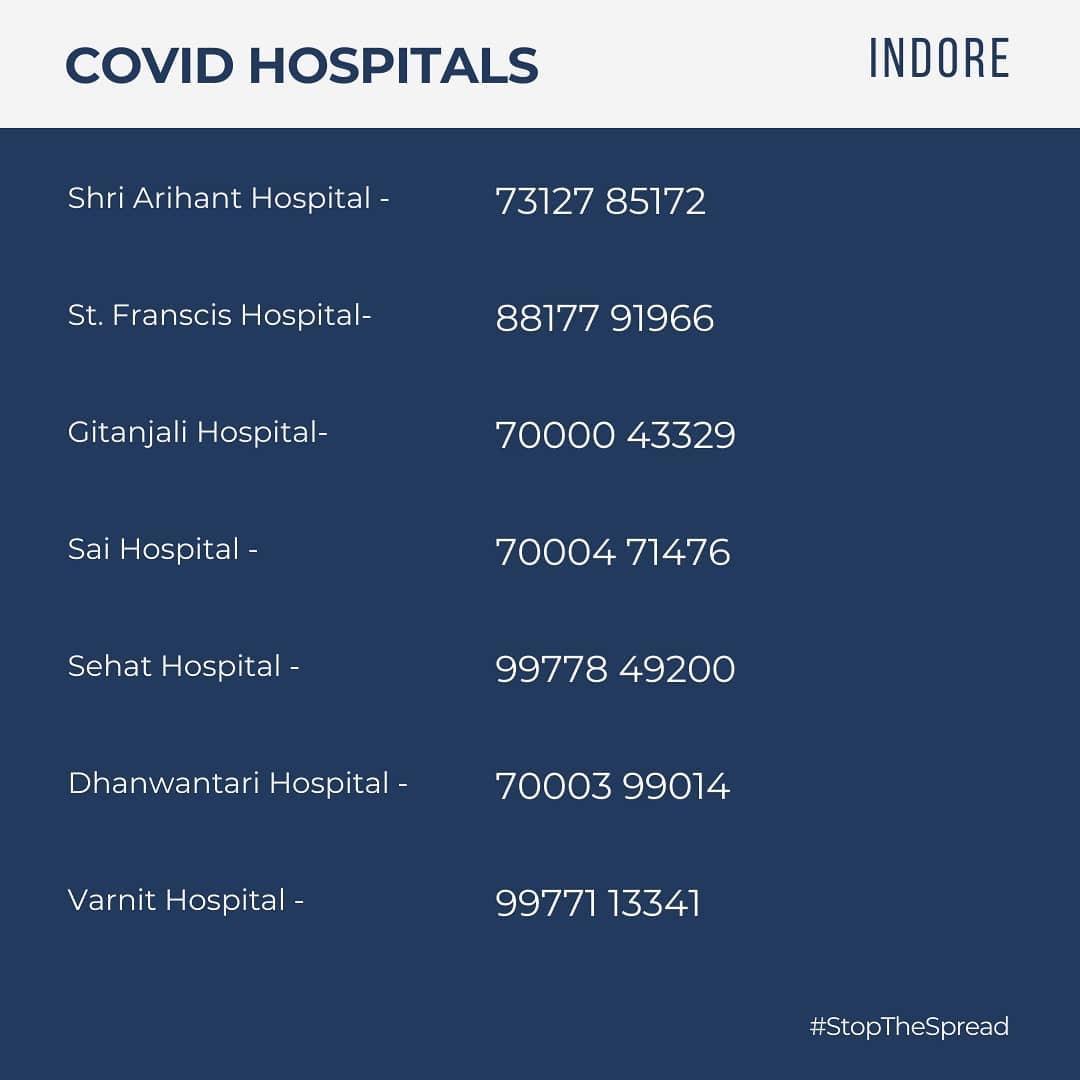 COVID HOSPITALS INDORE
Shri Arihant Hospital - 73127 85172
St. Franscis Hospital- 88177 91966
Gitanjali Hospital- 70000 43329
Sai Hospital - 70004 71476
Sehat Hospital - 99778 49200
Dhanwantari Hospital - 70003 99014
Varnit Hospital - 99771 13341
#StopTheSpread